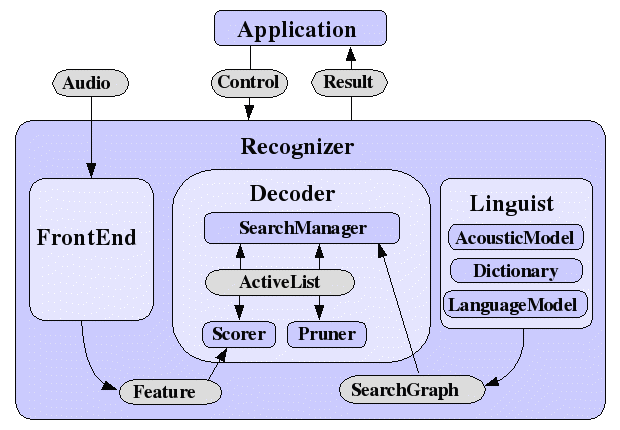 Application
Audio
Control
Result
Recognizer
FrontEnd
Decoder
SearchManager
ActiveList
Scorer
Pruner
Linguist
AcousticModel
Dictionary
LanguageModel
Feature
SearchGraph